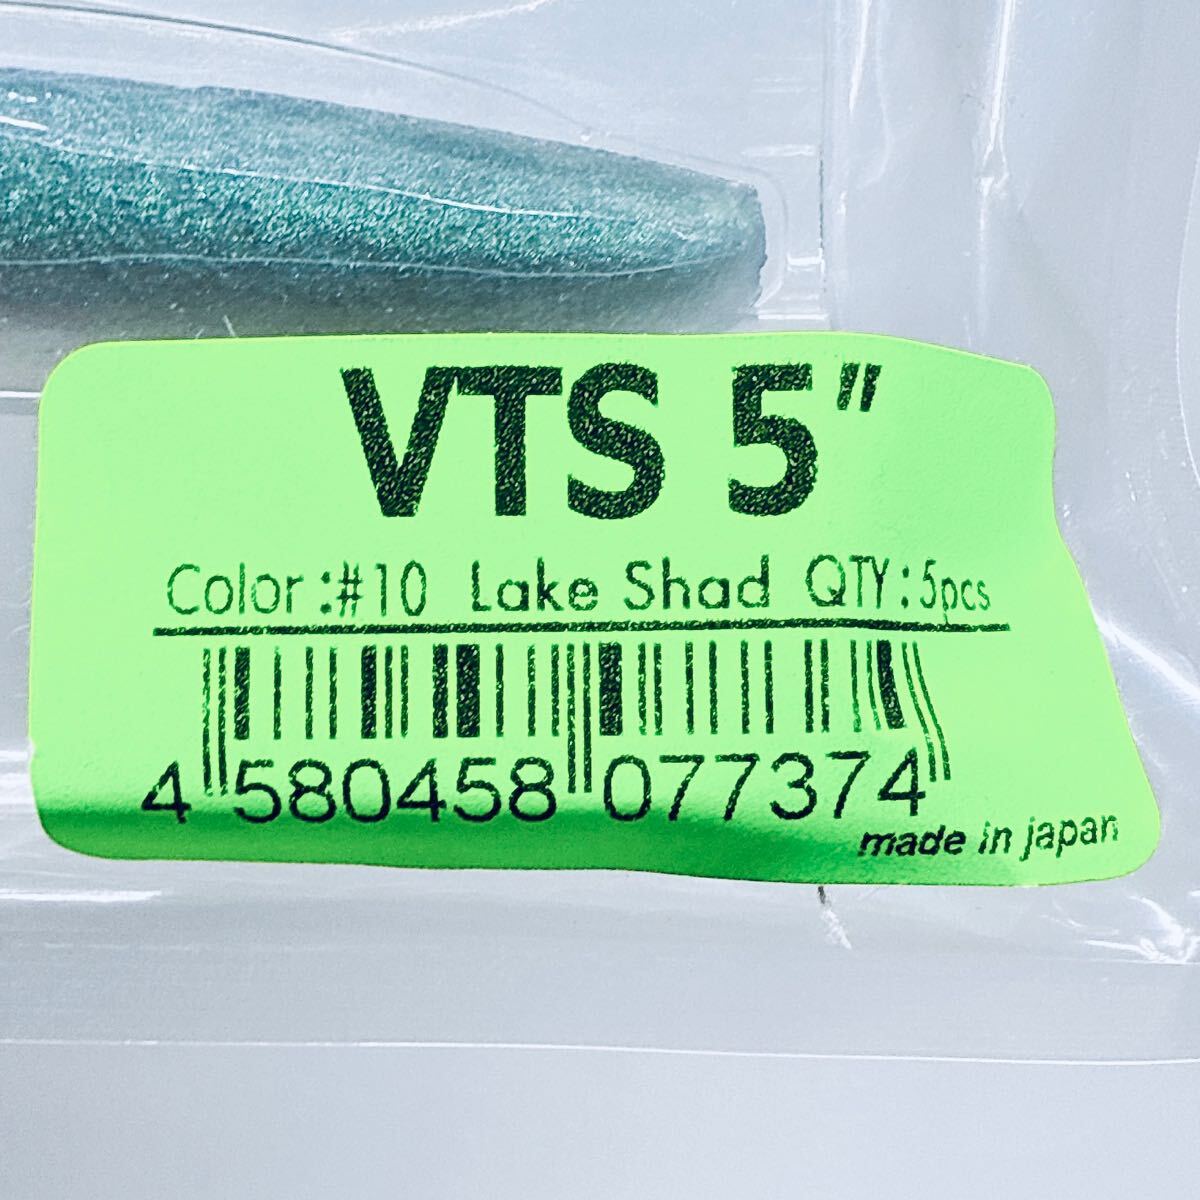 VTS 5"
Color:#10 Lake Shad QTY:5pcs
4 580458 077374
made in japan